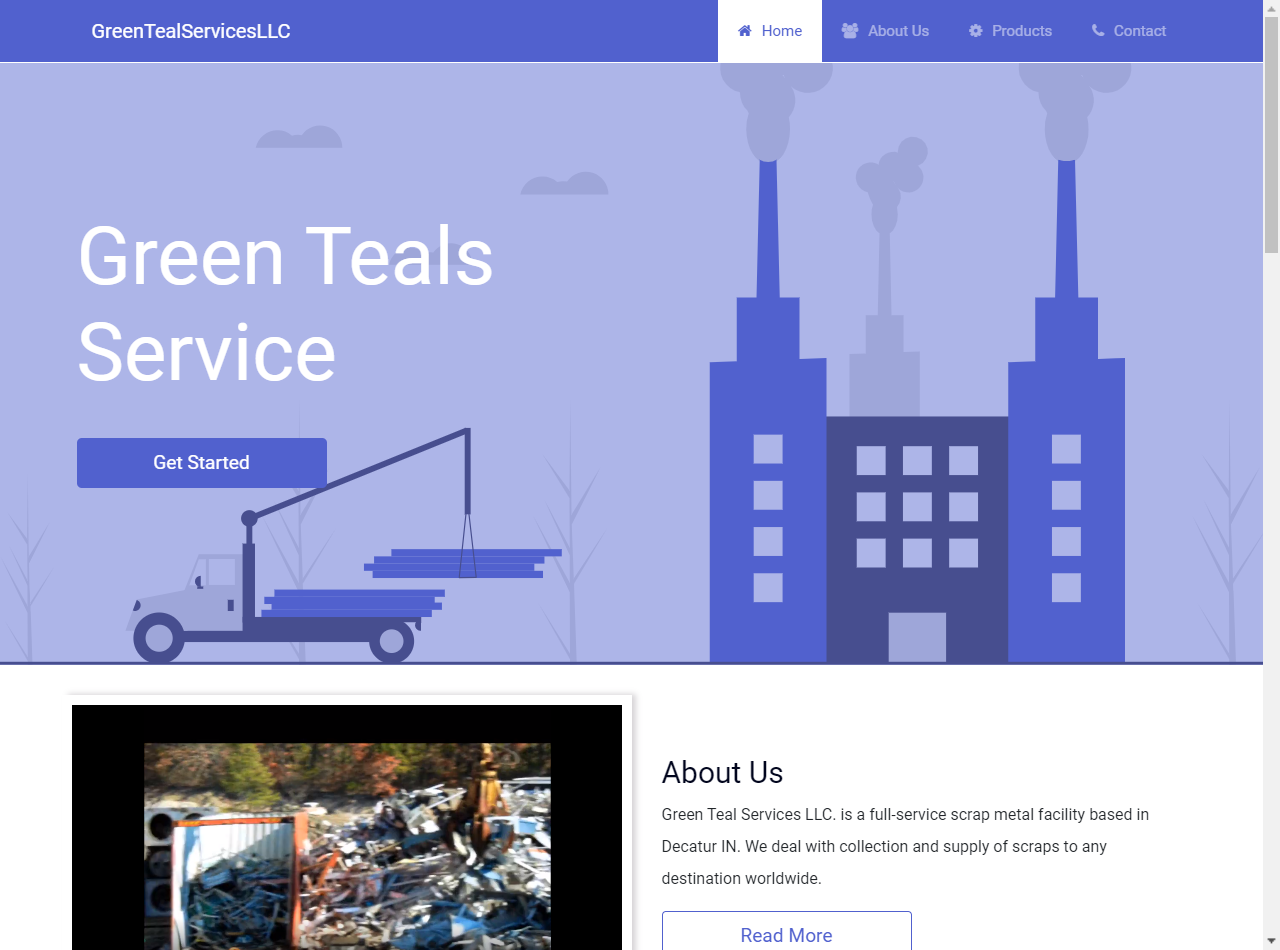 GreenTealServicesLLC
Home
About Us
Products
Contact
Green Teals
Service
Get Started
About Us
Green Teal Services LLC. is a full-service scrap metal facility based in
Decatur IN. We deal with collection and supply of scraps to any
destination worldwide.
Read More